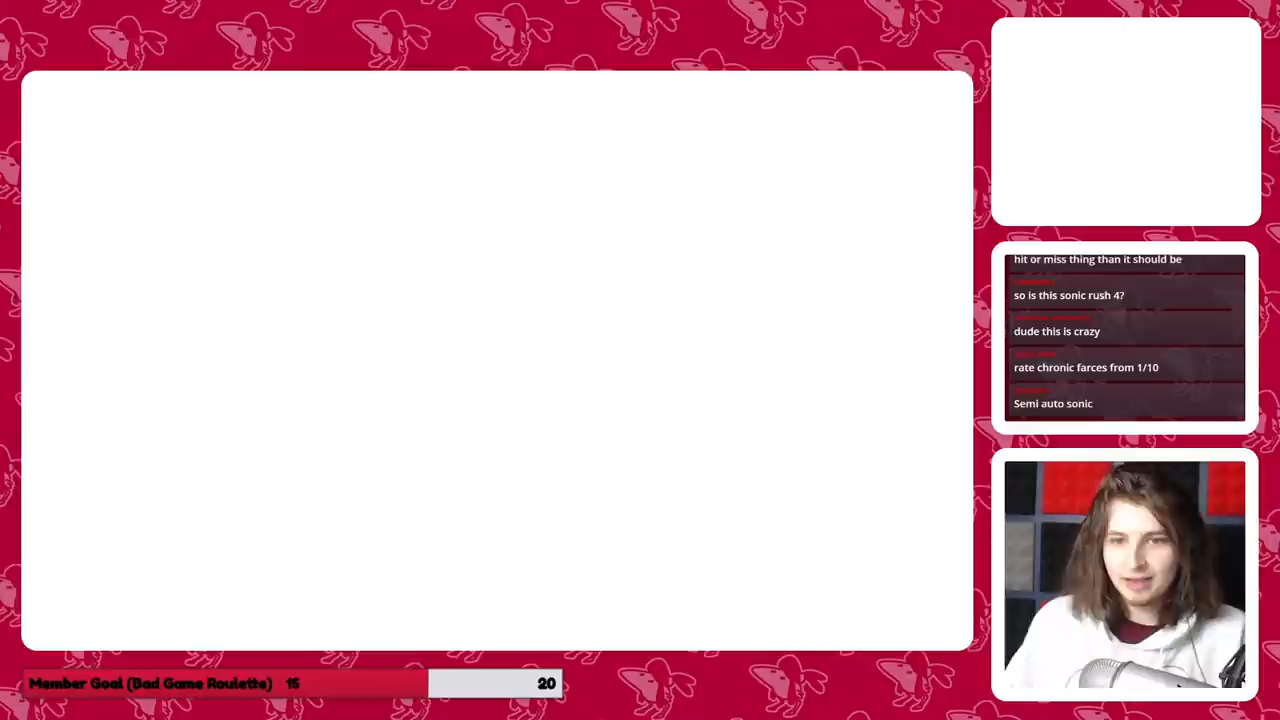 hit or miss thing than it should be
so is this sonic rush 4?
dude this is crazy
rate chronic farces from 1/10
Semi auto sonic
Member Goal (Bad Game Roulette) 15 20